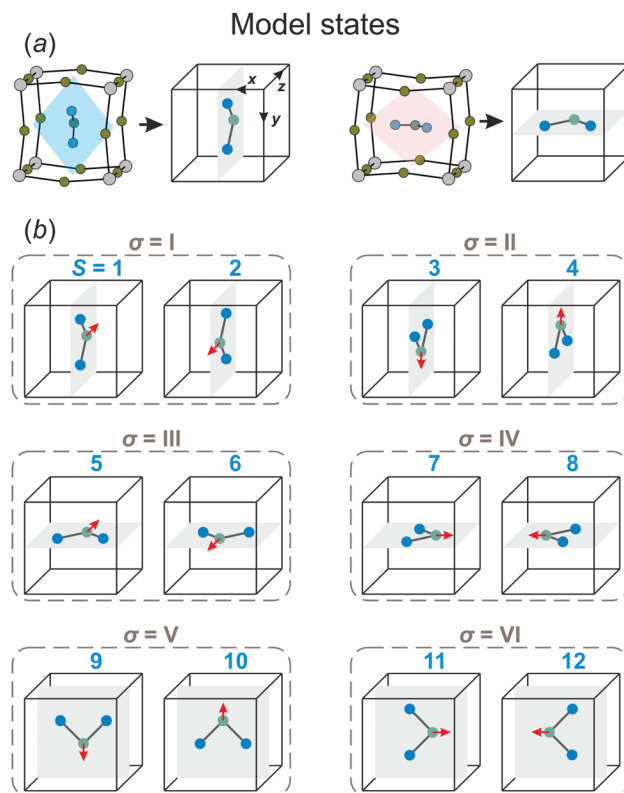 Model states
(a)
x
z
y
(b)
σ = I
σ = II
S = 1
2
3
4
σ = III
σ = IV
5
6
7
8
σ = V
σ = VI
9
10
11
12